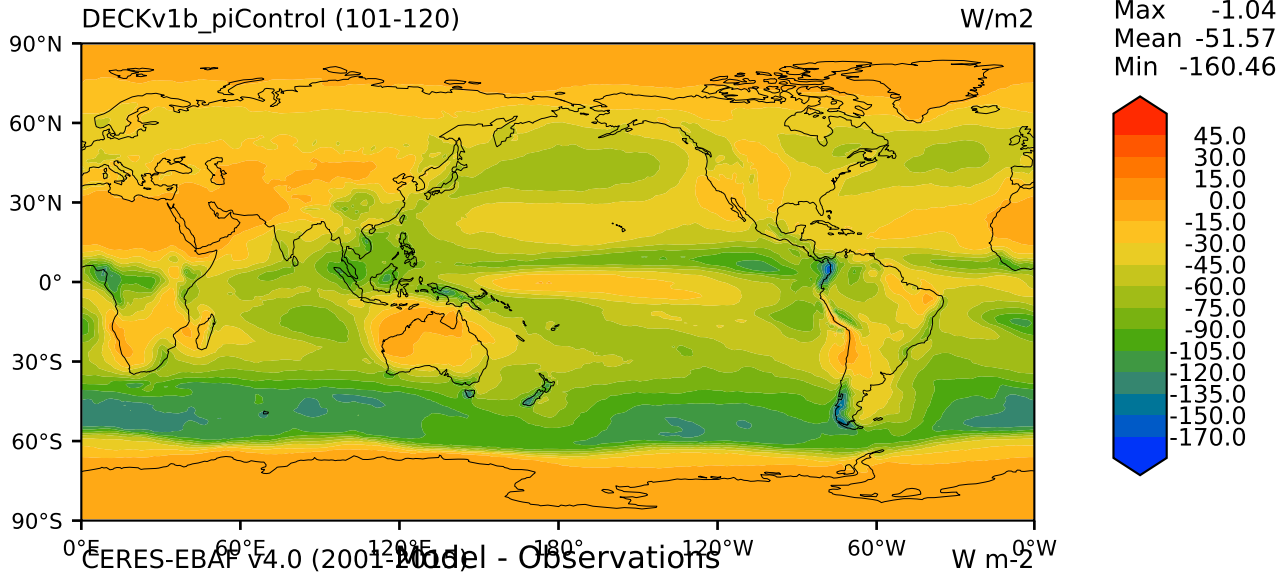 DECKv1b_piControl (101-120)
W/m2
Max -1.04
Mean -51.57
Min -160.46
90°N
60°N
30°N
0°
30°S
60°S
90°S
45.0
30.0
15.0
0.0
-15.0
-30.0
-45.0
-60.0
-75.0
-90.0
-105.0
-120.0
-135.0
-150.0
-170.0
0°E 60°E 120°E 180° 120°W 60°W 0°W
CERES-EBAF v4.0
Model - Observations
W m-2